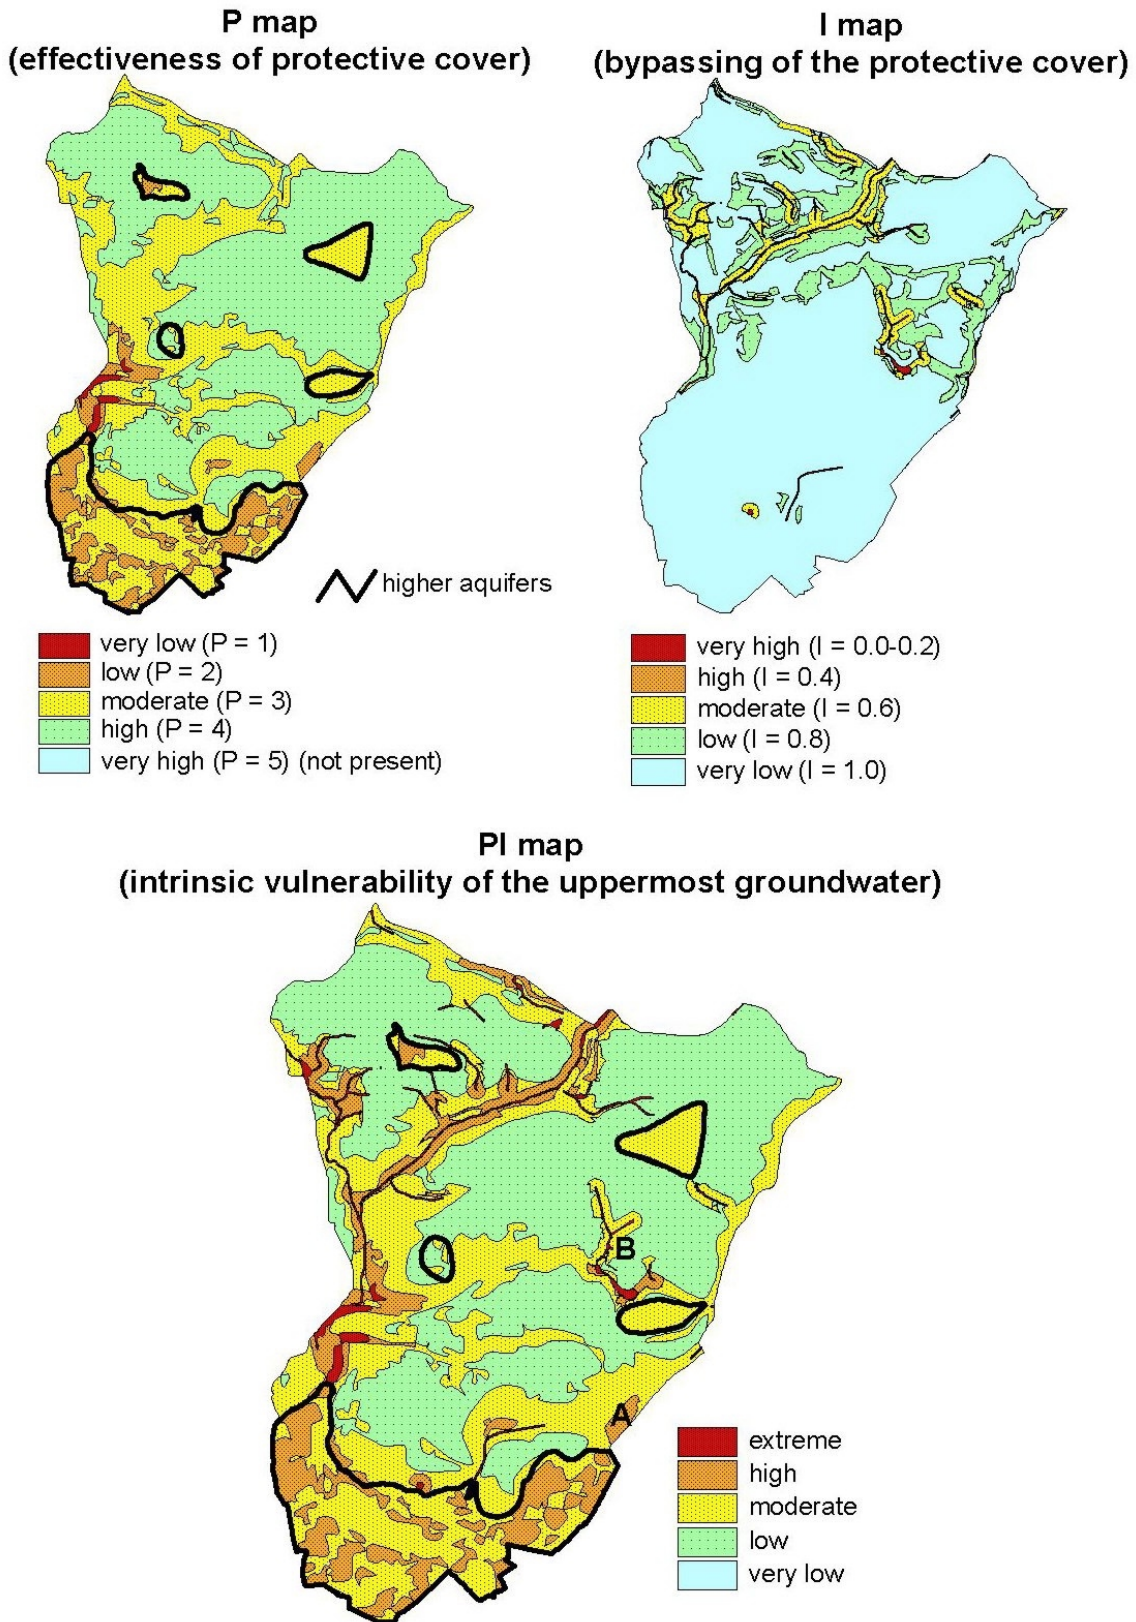 P map
(effectiveness of protective cover)
I map
(bypassing of the protective cover)
higher aquifers
very low (P = 1)
low (P = 2)
moderate (P = 3)
high (P = 4)
very high (P = 5) (not present)
very high (I = 0.0-0.2)
high (I = 0.4)
moderate (I = 0.6)
low (I = 0.8)
very low (I = 1.0)
PI map
(intrinsic vulnerability of the uppermost groundwater)
B
A
extreme
high
moderate
low
very low